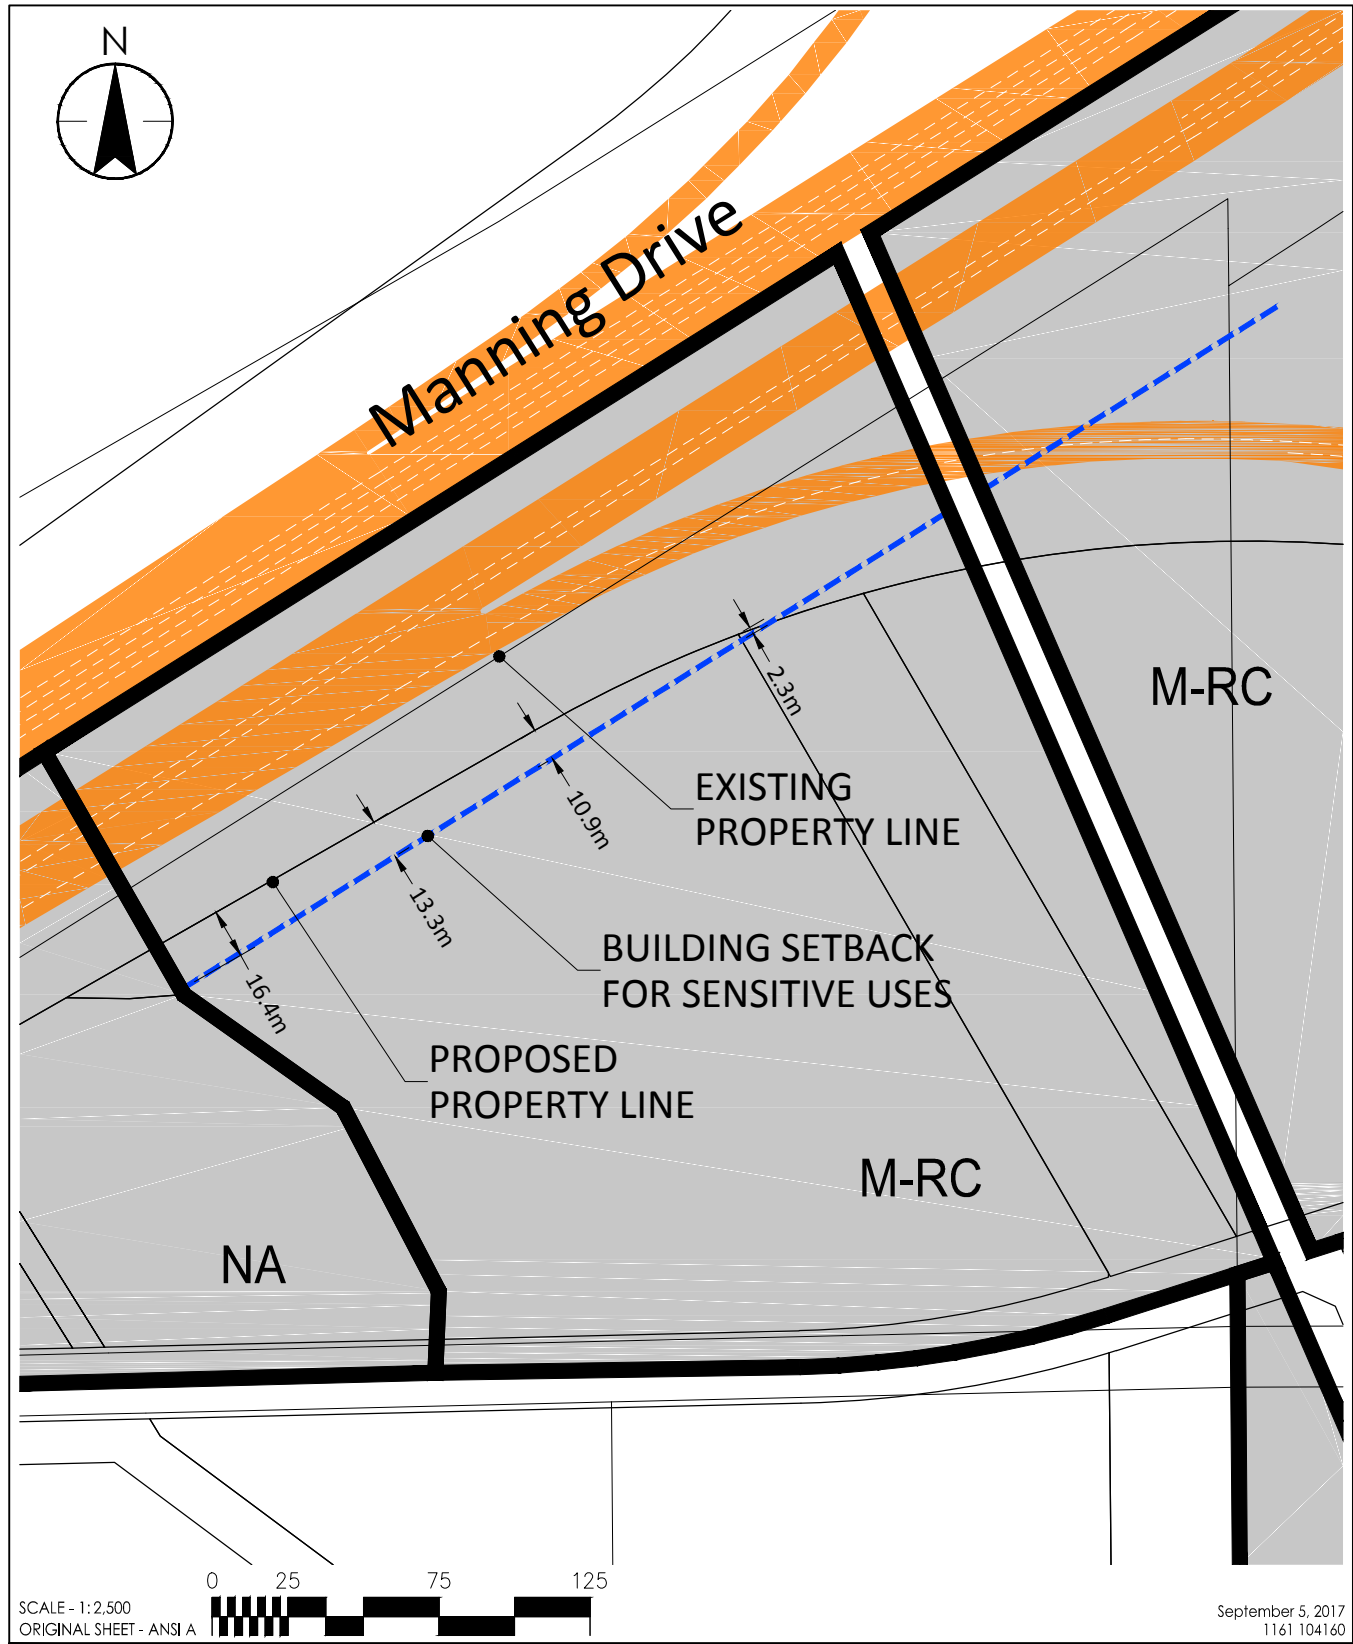 N
Manning Drive
M-RC
2.3m
EXISTING
PROPERTY LINE
10.9m
13.3m
BUILDING SETBACK
FOR SENSITIVE USES
16.4m
PROPOSED
PROPERTY LINE
M-RC
NA
0 25 75 125
SCALE - 1:2,500
ORIGINAL SHEET - ANSI A
September 5, 2017
1161 104160